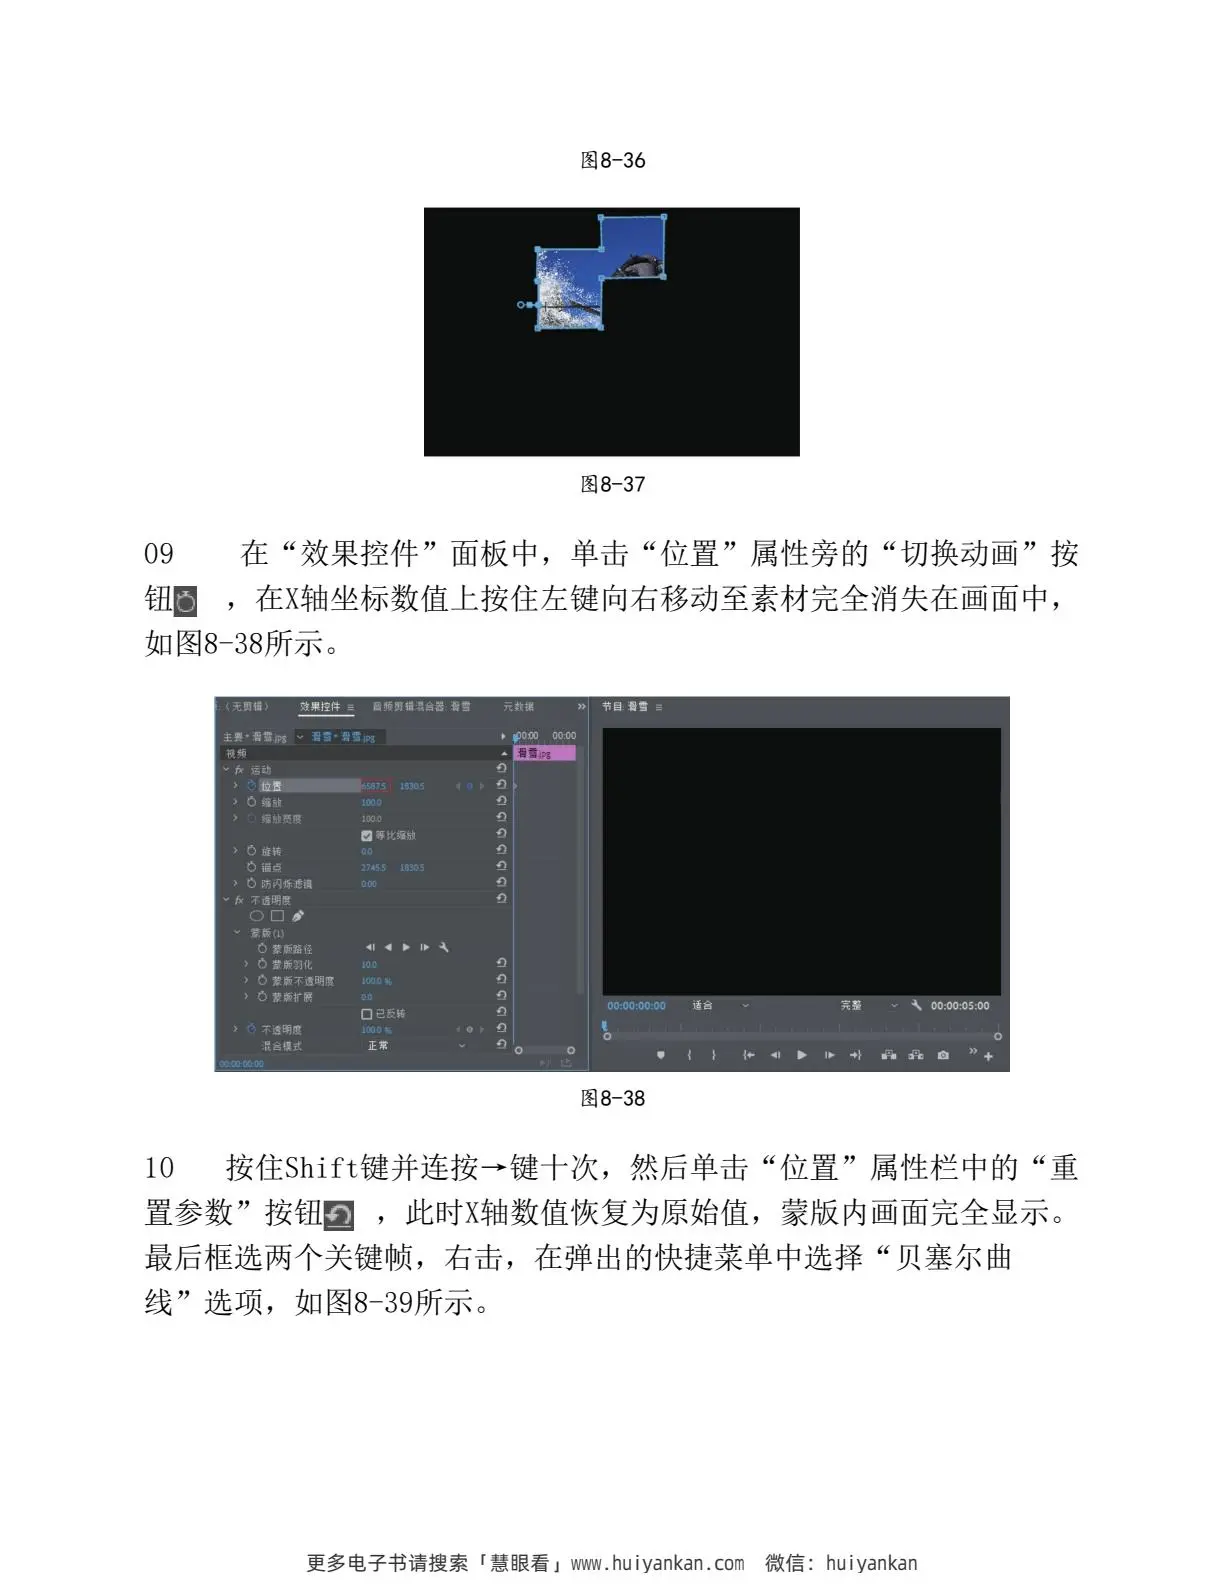 图8-36
图8-37
09 在“效果控件”面板中，单击“位置”属性旁的“切换动画”按
钮 ，在X轴坐标数值上按住左键向右移动至素材完全消失在画面中，
如图8-38所示。
（无剪辑） 效果控件 音频剪辑混合器: 滑雪 元数据
节目: 滑雪
主要 * 滑雪.jpg 滑雪 * 滑雪.jpg 00:00 00:00
视频 滑雪.jpg
fx 运动
位置 6587.5 1830.5
缩放 100.0
缩放宽度 100.0
等比缩放
旋转 0.0
锚点 2745.5 1830.5
防闪烁滤镜 0.00
fx 不透明度
蒙版(1)
蒙版路径
蒙版羽化 10.0
蒙版不透明度 100.0 %
蒙版扩展 0.0
已反转
不透明度 100.0 %
混合模式 正常
00:00:00:00
00:00:00:00 适合 完整 00:00:05:00
图8-38
10 按住Shift键并连按→键十次，然后单击“位置”属性栏中的“重
置参数”按钮 ，此时X轴数值恢复为原始值，蒙版内画面完全显示。
最后框选两个关键帧，右击，在弹出的快捷菜单中选择“贝塞尔曲
线”选项，如图8-39所示。
更多电子书请搜索「慧眼看」www.huiyankan.com 微信：huiyankan